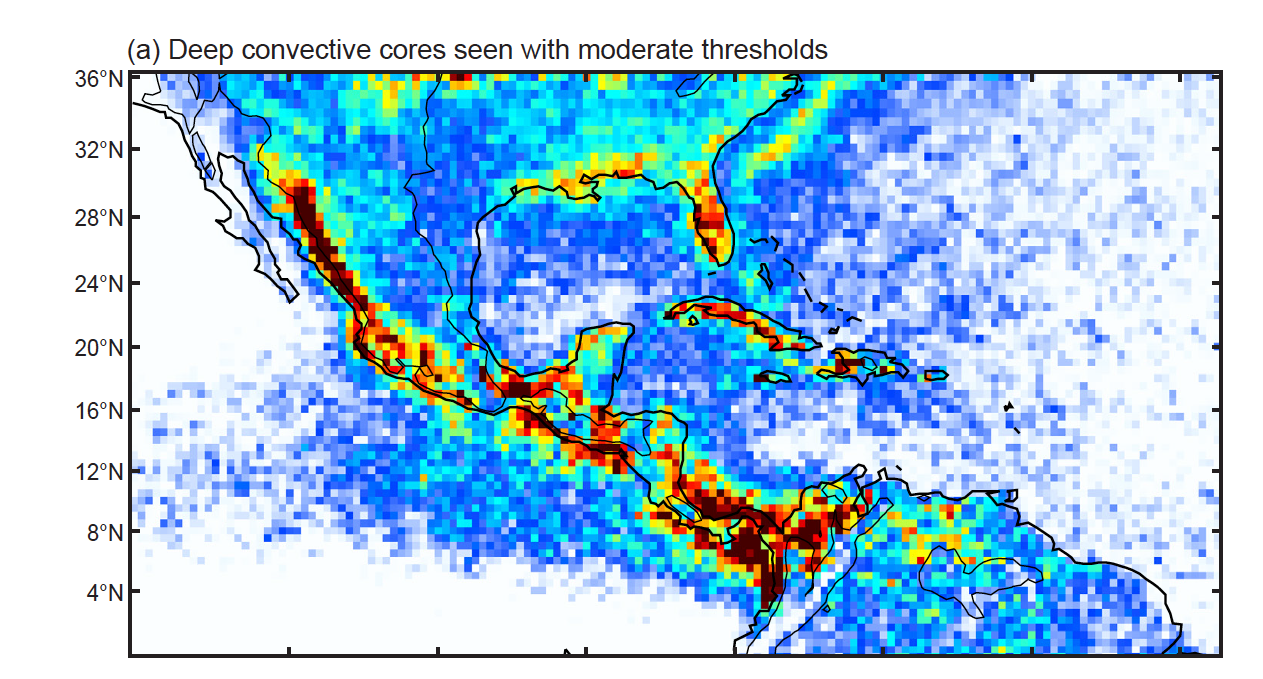 (a) Deep convective cores seen with moderate thresholds
36°N
32°N
28°N
24°N
20°N
16°N
12°N
8°N
4°N